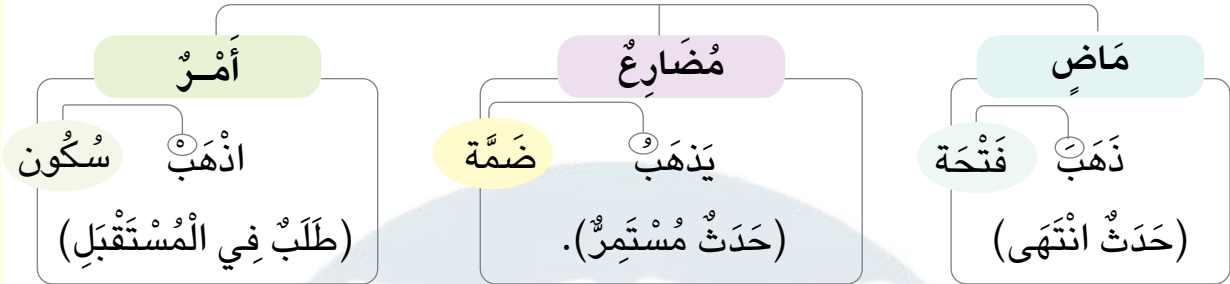 مَاضٍ
مُضَارِعٌ
أَمْـرٌ
ذَهَبَ فَتْحَة
يَذهَبُ ضَمَّة
اذْهَبْ سُكُون
(حَدَثٌ انْتَهَى)
(حَدَثٌ مُسْتَمِرٌّ).
(طَلَبٌ فِي الْمُسْتَقْبَلِ)